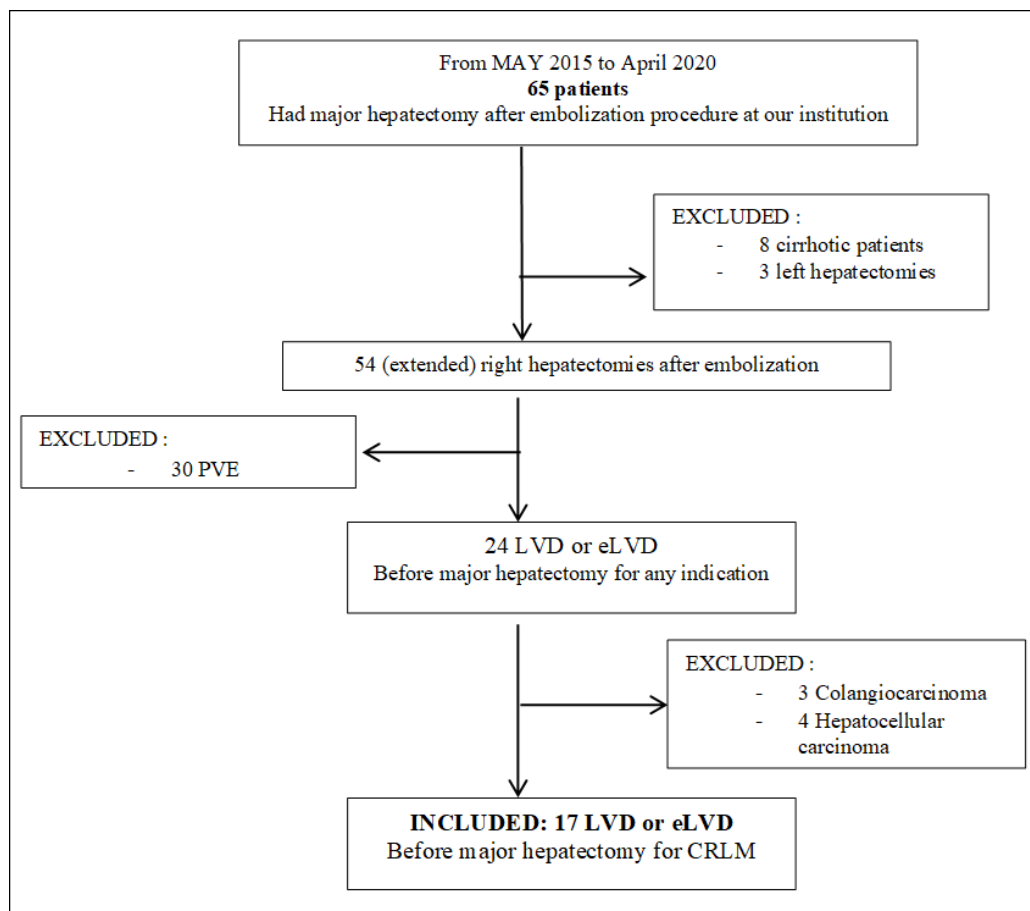 From MAY 2015 to April 2020
65 patients
Had major hepatectomy after embolization procedure at our institution
EXCLUDED :
- 8 cirrhotic patients
- 3 left hepatectomies
54 (extended) right hepatectomies after embolization
EXCLUDED :
- 30 PVE
24 LVD or eLVD
Before major hepatectomy for any indication
EXCLUDED :
- 3 Colangiocarcinoma
- 4 Hepatocellular
carcinoma
INCLUDED: 17 LVD or eLVD
Before major hepatectomy for CRLM